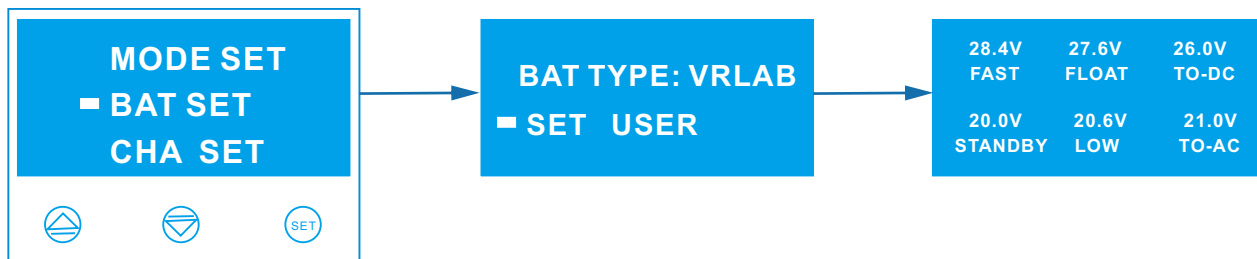 MODE SET
BAT SET
CHA SET
SET
BAT TYPE: VRLAB
SET USER
28.4V 27.6V 26.0V
FAST FLOAT TO-DC
20.0V 20.6V 21.0V
STANDBY LOW TO-AC